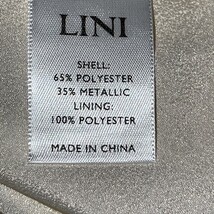 LINI
SHELL:
65% POLYESTER
35% METALLIC
LINING:
100% POLYESTER
MADE IN CHINA